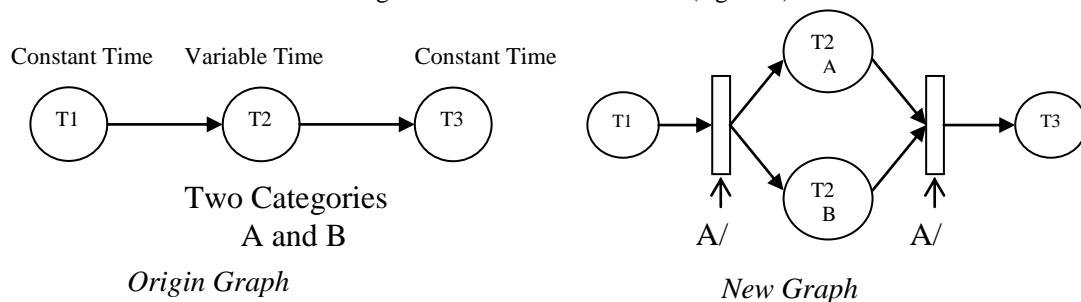 Constant Time Variable Time Constant Time
T1 T2 T3
Two Categories
A and B
Origin Graph
T2
A
T1 T3
T2
B
A/ A/
New Graph